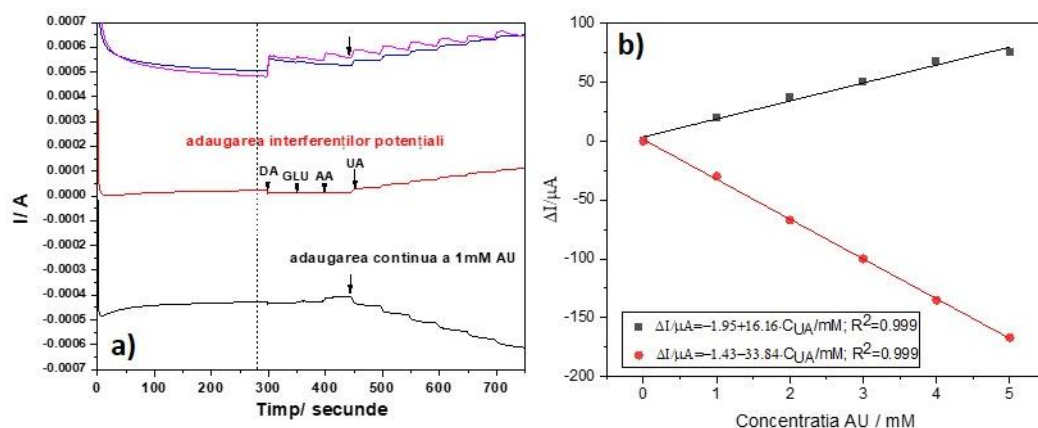 a)
I/ A
0.0007
0.0006
0.0005
0.0004
0.0003
0.0002
0.0001
0.0000
-0.0001
-0.0002
-0.0003
-0.0004
-0.0005
-0.0006
-0.0007
adaugarea interferenților potențiali
DA
GLU
AA
UA
adaugarea continua a 1mM AU
0 100 200 300 400 500 600 700
Timp/ secunde
b)
ΔI/μA
100
50
0
-50
-100
-150
-200
ΔI/μA=–1.95+16.16·CUA/mM; R²=0.999
ΔI/μA=–1.43–33.84·CUA/mM; R²=0.999
0 1 2 3 4 5
Concentratia AU / mM